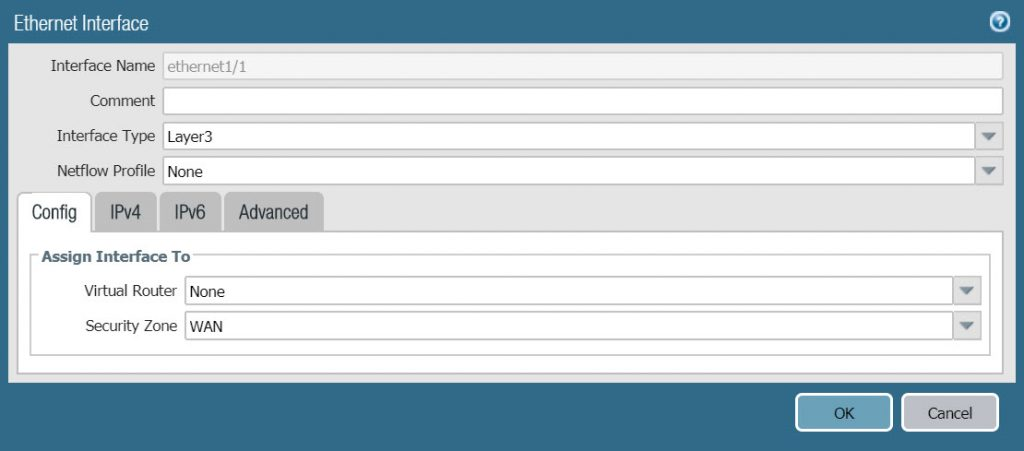 Ethernet Interface
Interface Name ethernet1/1
Comment
Interface Type Layer3
Netflow Profile None
Config IPv4 IPv6 Advanced
Assign Interface To
Virtual Router None
Security Zone WAN
OK Cancel